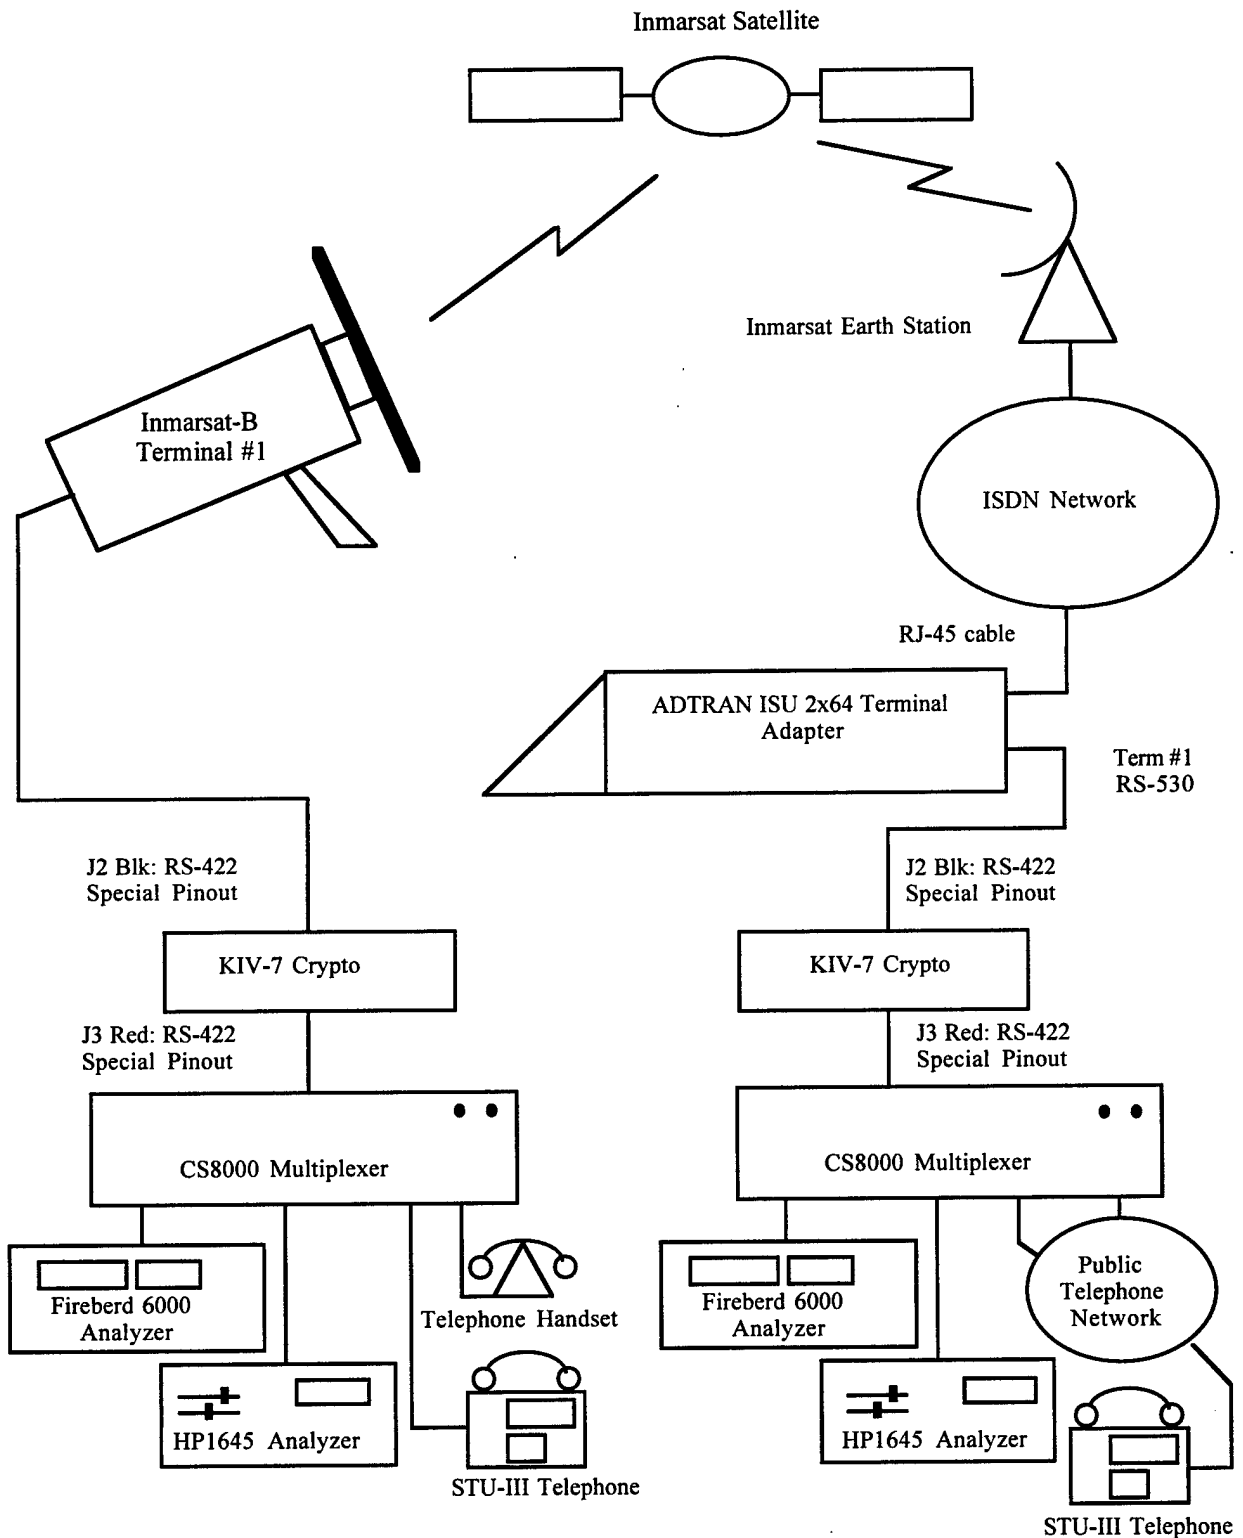 Inmarsat Satellite
Inmarsat Earth Station
Inmarsat-B
Terminal #1
ISDN Network
RJ-45 cable
ADTRAN ISU 2x64 Terminal
Adapter
Term #1
RS-530
J2 Blk: RS-422
Special Pinout
J2 Blk: RS-422
Special Pinout
KIV-7 Crypto
KIV-7 Crypto
J3 Red: RS-422
Special Pinout
J3 Red: RS-422
Special Pinout
CS8000 Multiplexer
CS8000 Multiplexer
Fireberd 6000
Analyzer
Telephone Handset
Fireberd 6000
Analyzer
Public
Telephone
Network
HP1645 Analyzer
STU-III Telephone
HP1645 Analyzer
STU-III Telephone